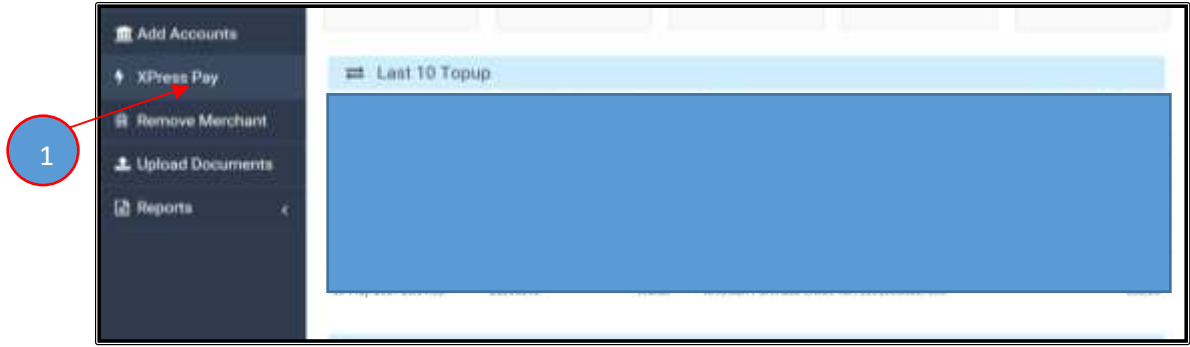 Add Accounts
XPress Pay
Last 10 Topup
Remove Merchant
1
Upload Documents
Reports